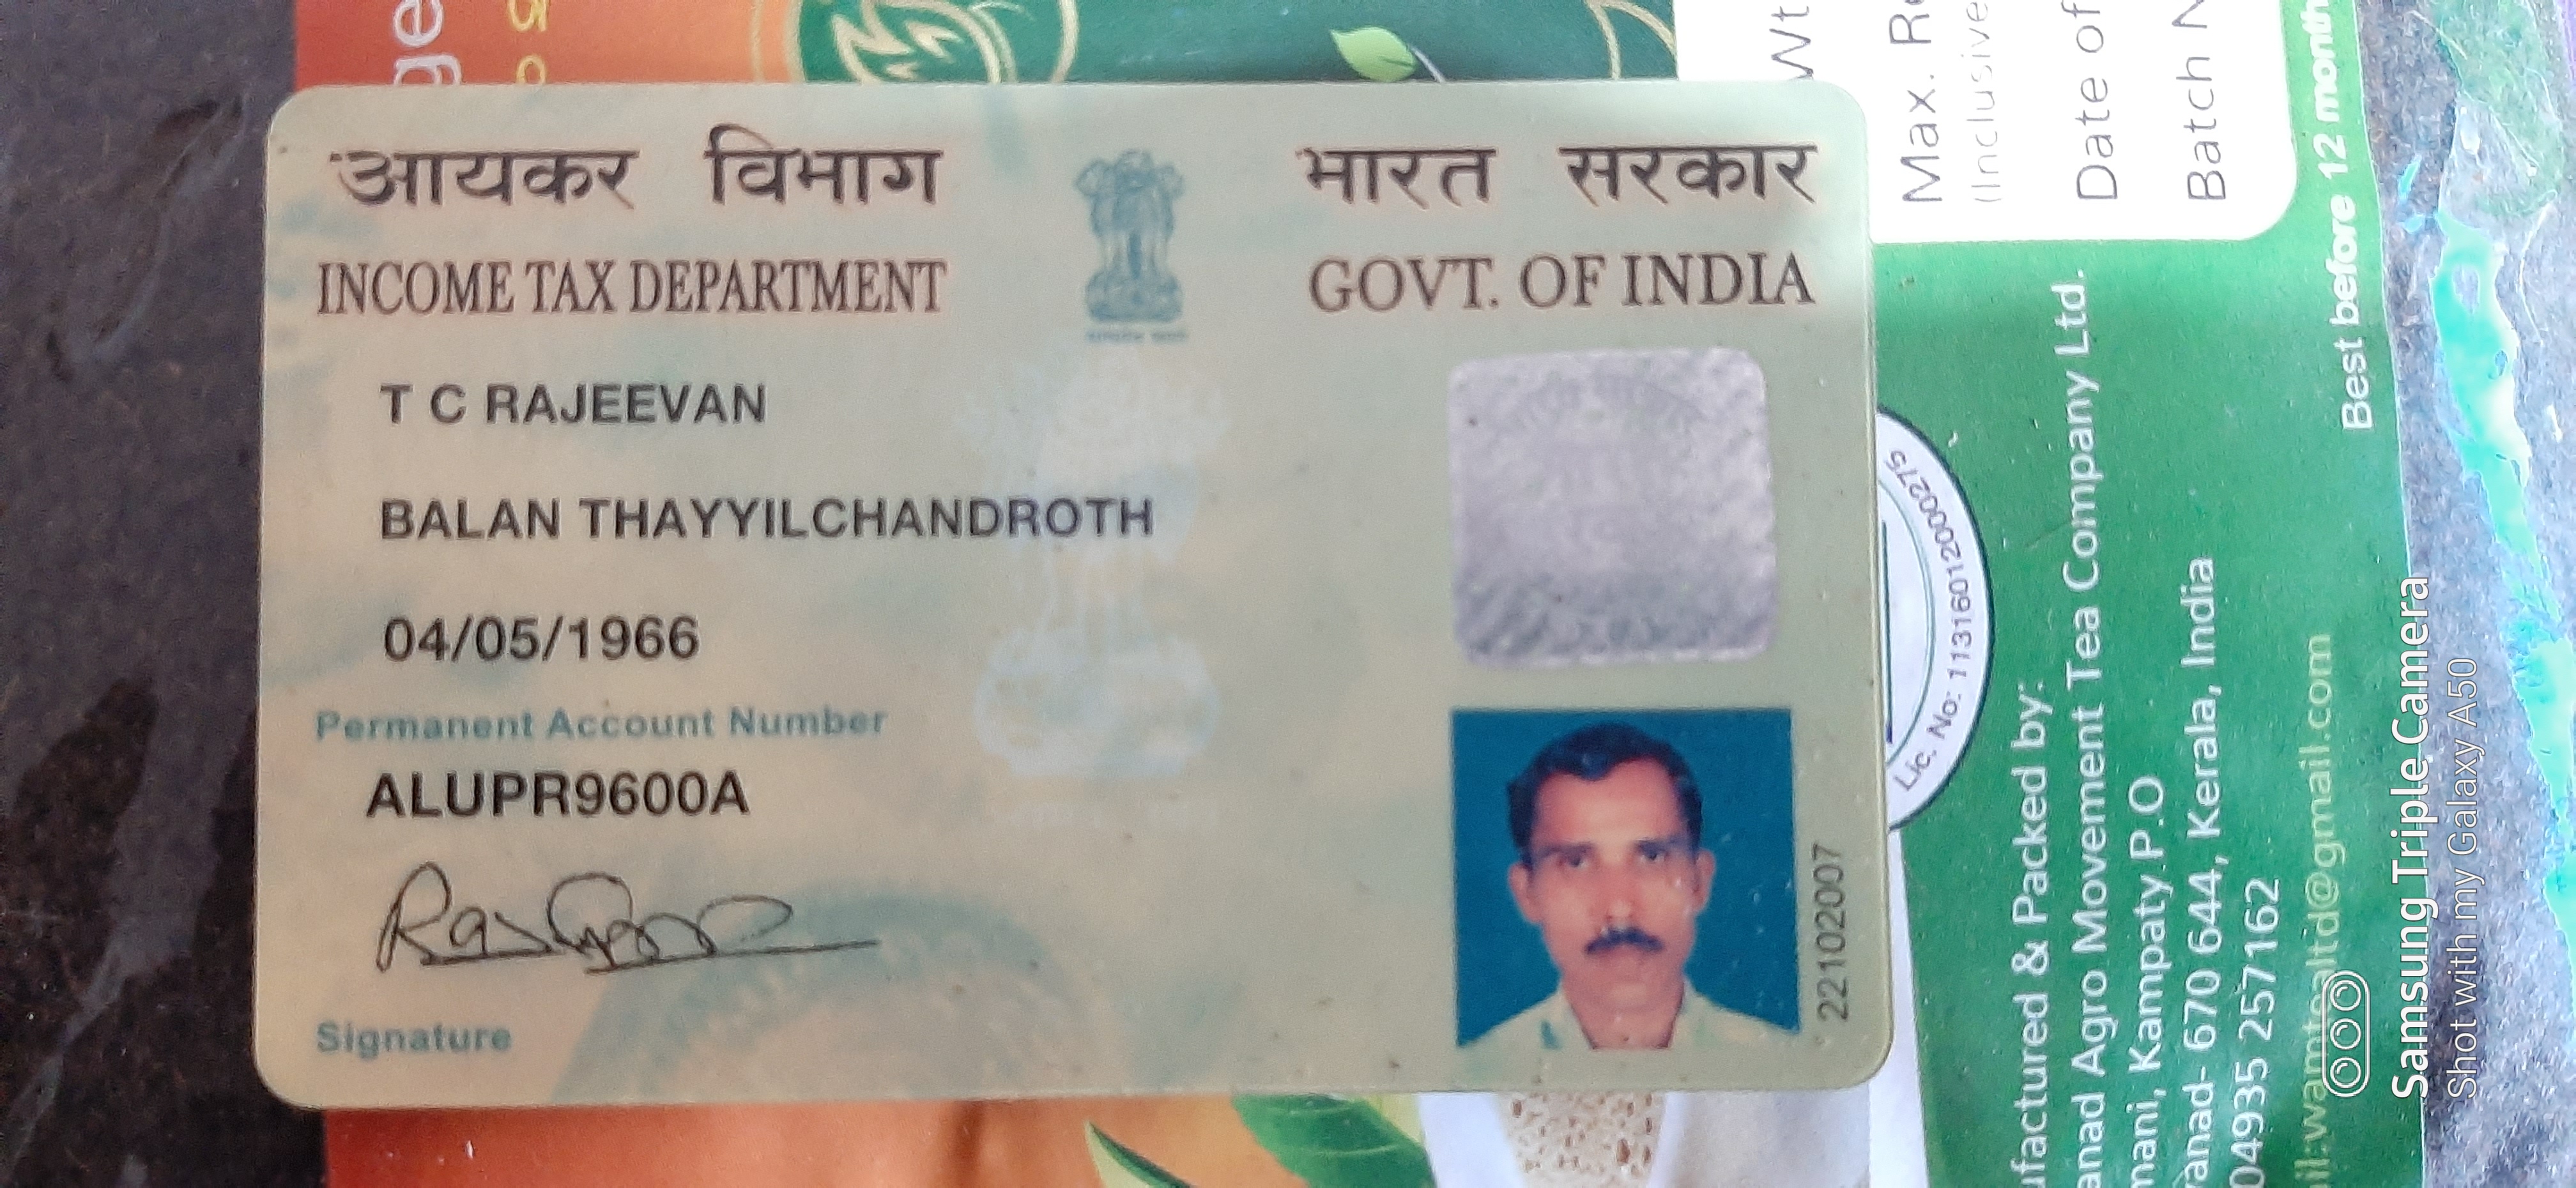 आयकर विभाग
INCOME TAX DEPARTMENT
भारत सरकार
GOVT. OF INDIA
T C RAJEEVAN
BALAN THAYYILCHANDROTH
04/05/1966
Permanent Account Number
ALUPR9600A
Signature
22102007
ge
Wt
Max. R
(Inclusive
Date of
Batch N
Lic. No: 11316012000275
ufactured & Packed by:
anad Agro Movement Tea Company Ltd.
mani, Kampaty P.O
anad- 670 644, Kerala, India
04935 257162
il:wamtealtd@gmail.com
Best before 12 month
Samsung Triple Camera
Shot with my Galaxy A50